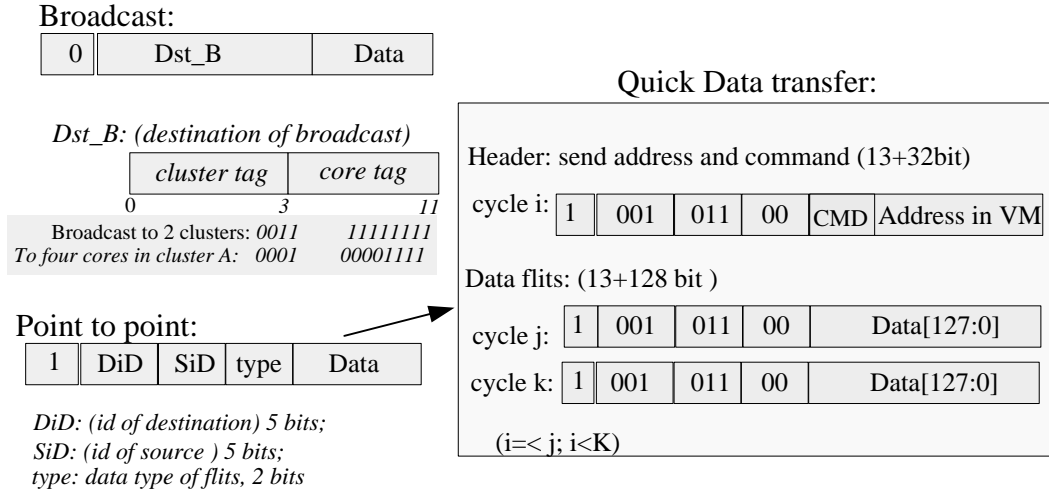 Broadcast:
0 Dst_B Data
Dst_B: (destination of broadcast)
cluster tag core tag
0 3 11
Broadcast to 2 clusters: 0011 11111111
To four cores in cluster A: 0001 00001111
Point to point:
1 DiD SiD type Data
DiD: (id of destination) 5 bits;
SiD: (id of source ) 5 bits;
type: data type of flits, 2 bits
Quick Data transfer:
Header: send address and command (13+32bit)
cycle i: 1 001 011 00 CMD Address in VM
Data flits: (13+128 bit )
cycle j: 1 001 011 00 Data[127:0]
cycle k: 1 001 011 00 Data[127:0]
(i=< j; i<K)